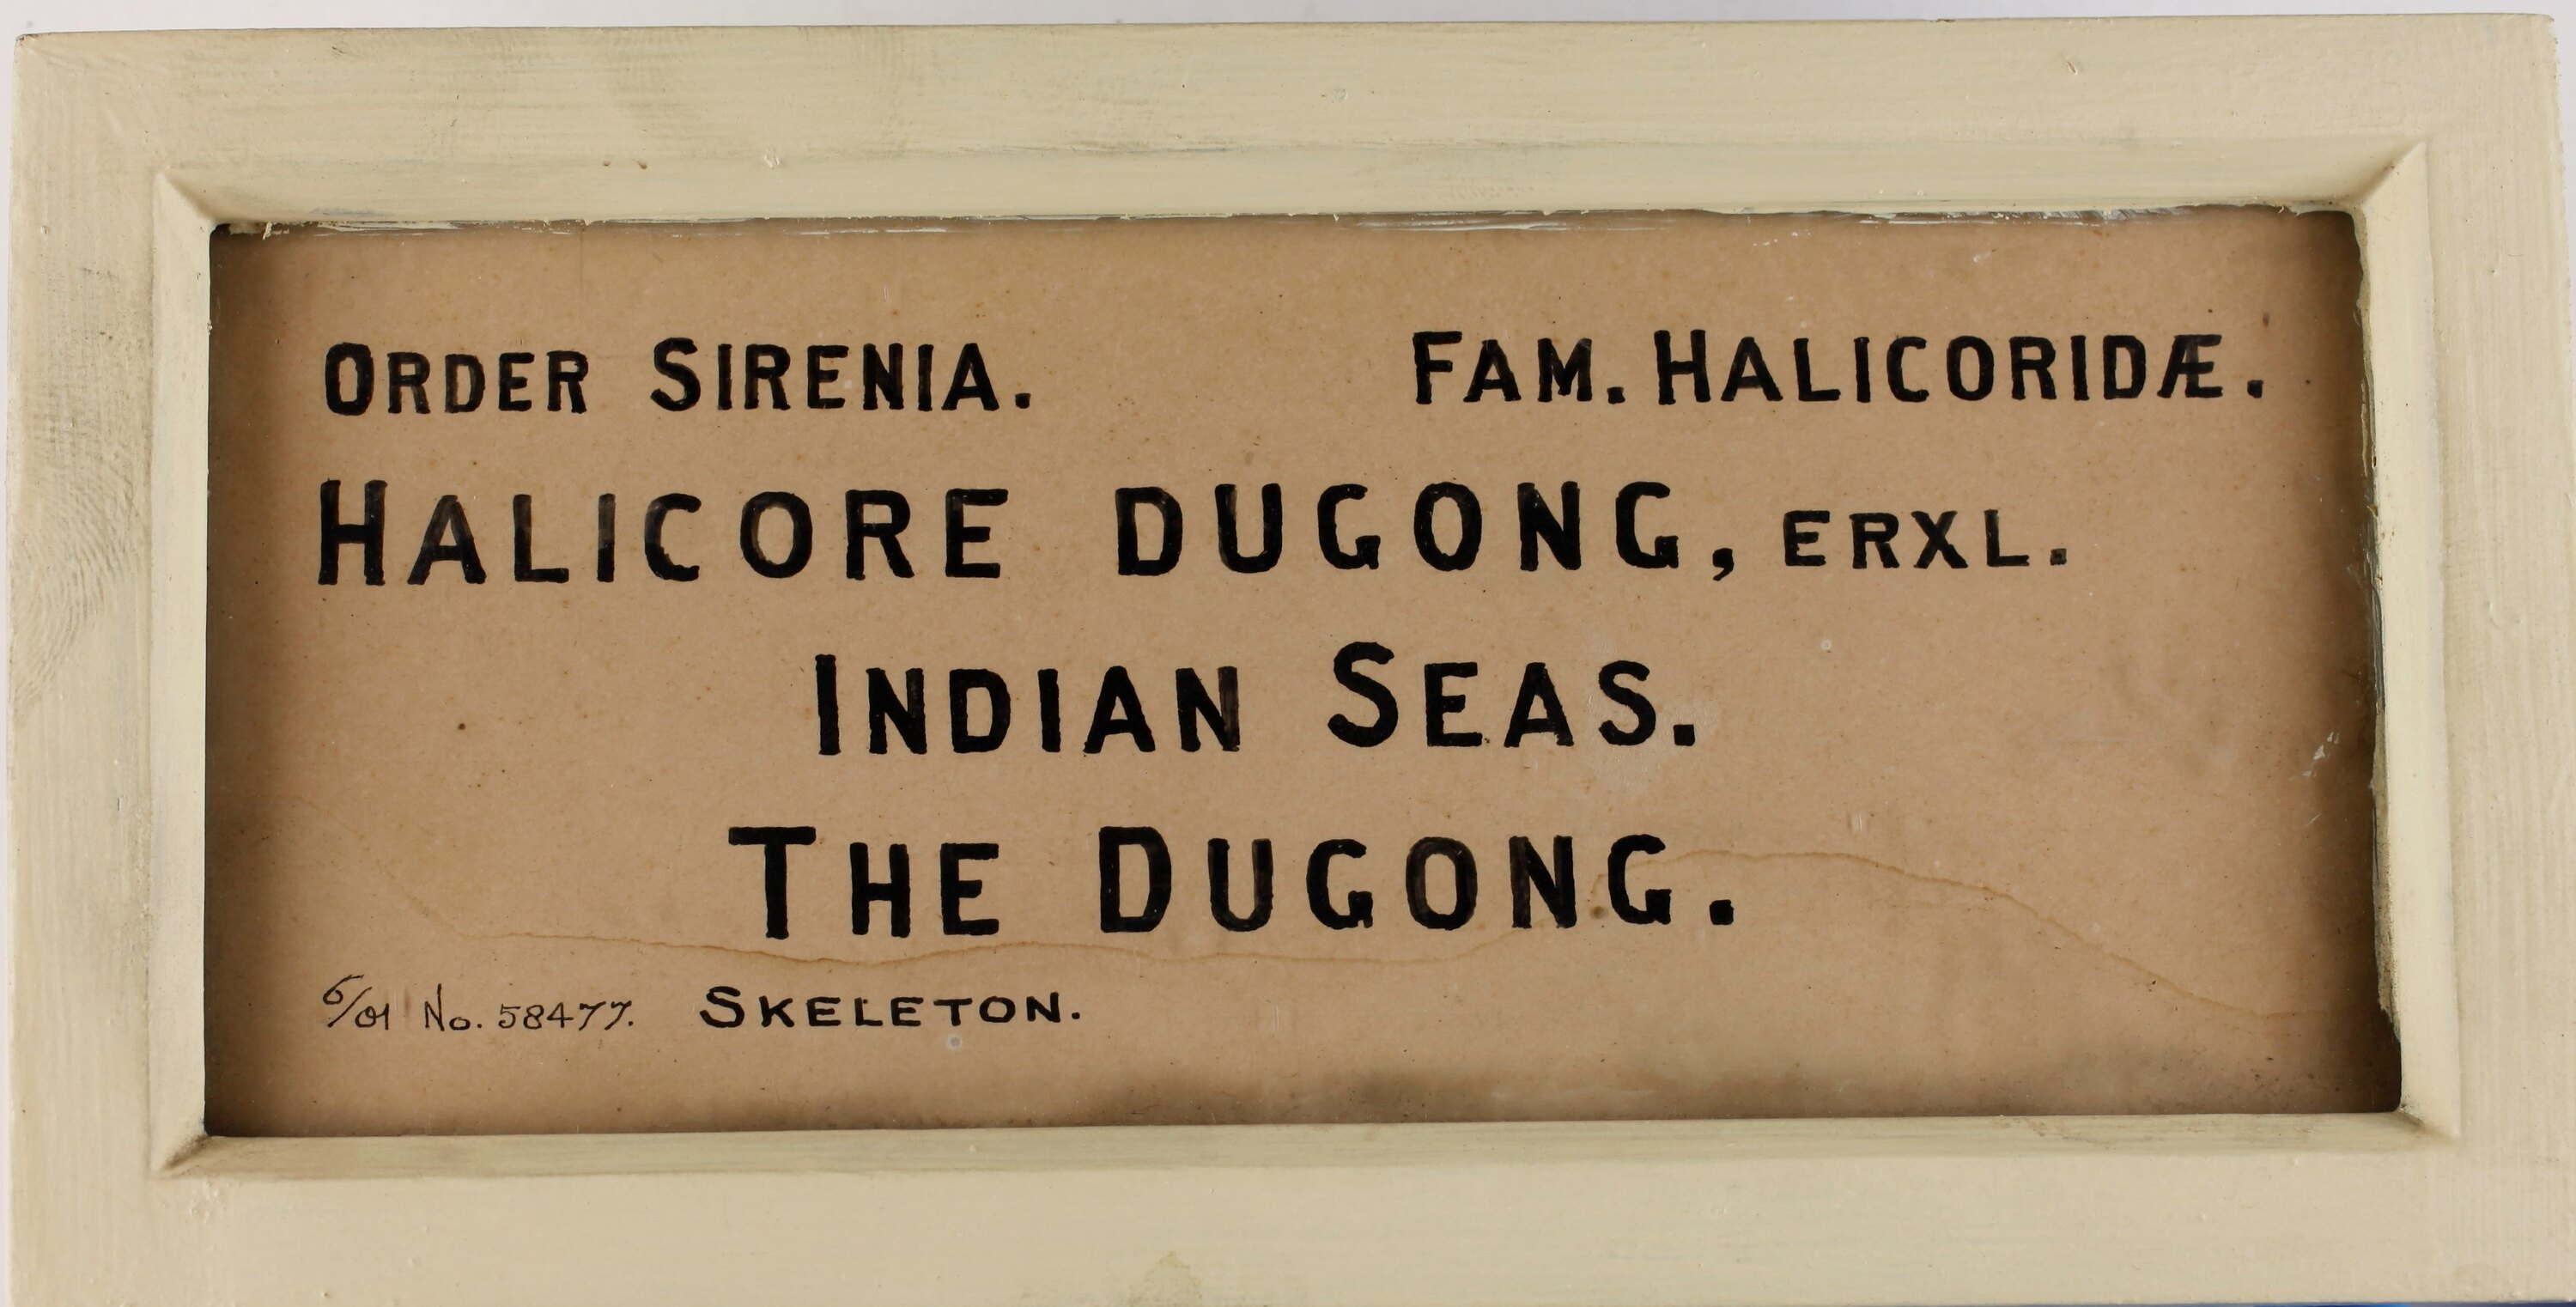 ORDER SIRENIA. FAM. HALICORIDÆ.
HALICORE DUGONG, ERXL.
INDIAN SEAS.
THE DUGONG.
6/01 No. 58477. SKELETON.